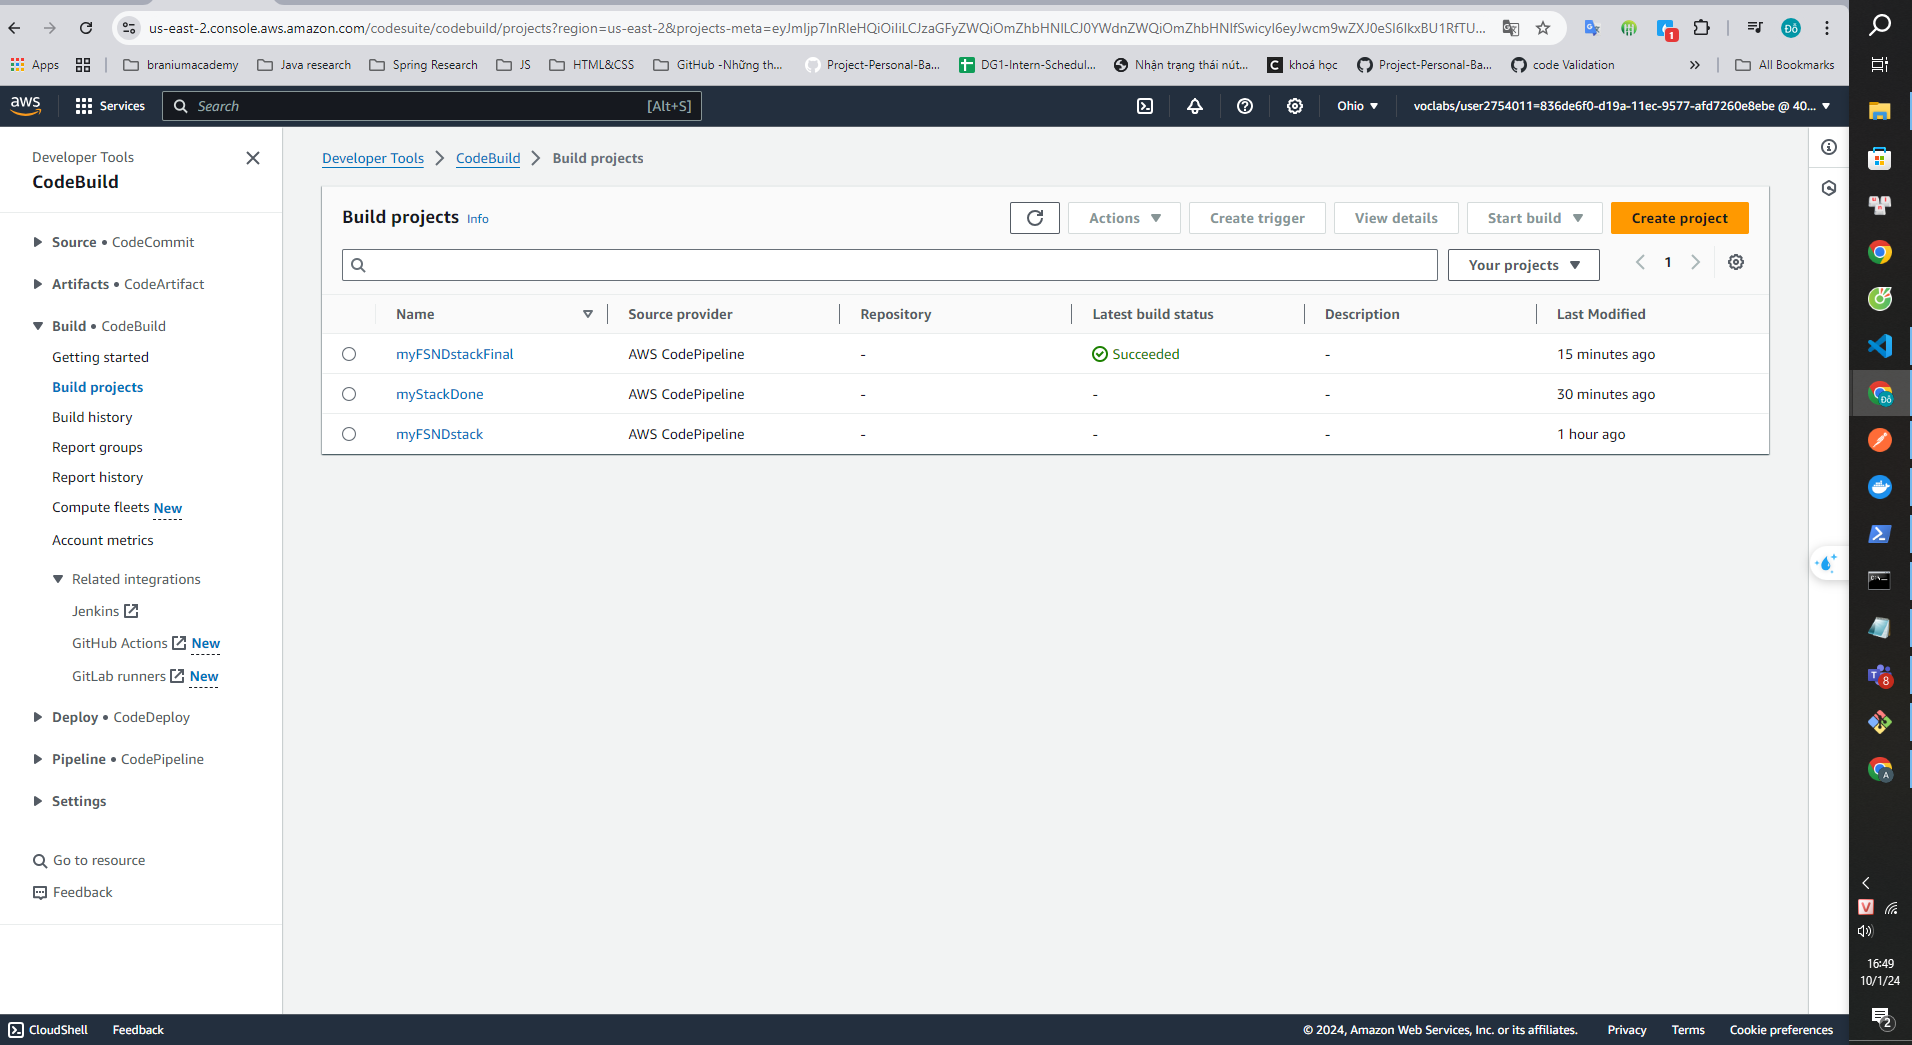 us-east-2.console.aws.amazon.com/codesuite/codebuild/projects?region=us-east-2&projects-meta=eyJmIjp7InRleHQiOiIiLCJzaGFyZWQiOmZhbHNlLCJ0YWdnZWQiOmZhbHNlfSwicyI6eyJwcm9wZXJ0eSI6IkxBU1RfTU...
1
Đỗ
Apps
braniumacademy
Java research
Spring Research
JS
HTML&CSS
GitHub -Những th...
Project-Personal-Ba...
DG1-Intern-Schedul...
Nhận trạng thái nút...
khoá học
Project-Personal-Ba...
code Validation
»
All Bookmarks
aws
Services
Search
[Alt+S]
Ohio
voclabs/user2754011=836de6f0-d19a-11ec-9577-afd7260e8ebe @ 40...
Developer Tools
CodeBuild
Source • CodeCommit
Artifacts • CodeArtifact
Build • CodeBuild
Getting started
Build projects
Build history
Report groups
Report history
Compute fleets New
Account metrics
Related integrations
Jenkins
GitHub Actions New
GitLab runners New
Deploy • CodeDeploy
Pipeline • CodePipeline
Settings
Go to resource
Feedback
Developer Tools > CodeBuild > Build projects
Build projects Info
Actions
Create trigger
View details
Start build
Create project
Your projects
1
Name Source provider Repository Latest build status Description Last Modified
myFSNDstackFinal AWS CodePipeline - Succeeded - 15 minutes ago
myStackDone AWS CodePipeline - - - 30 minutes ago
myFSNDstack AWS CodePipeline - - - 1 hour ago
CloudShell
Feedback
© 2024, Amazon Web Services, Inc. or its affiliates.
Privacy
Terms
Cookie preferences
Đỗ
8
A
V
16:49
10/1/24
2